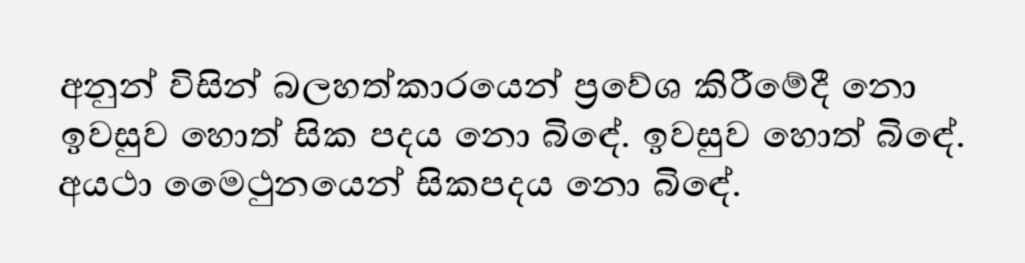 අනුන් විසින් බලහත්කාරයෙන් ප්‍රවේශ කිරීමේදී නො
ඉවසුව හොත් සික පදය නො බිඳේ. ඉවසුව හොත් බිඳේ.
අයථා මෛථුනයෙන් සිකපදය නො බිඳේ.